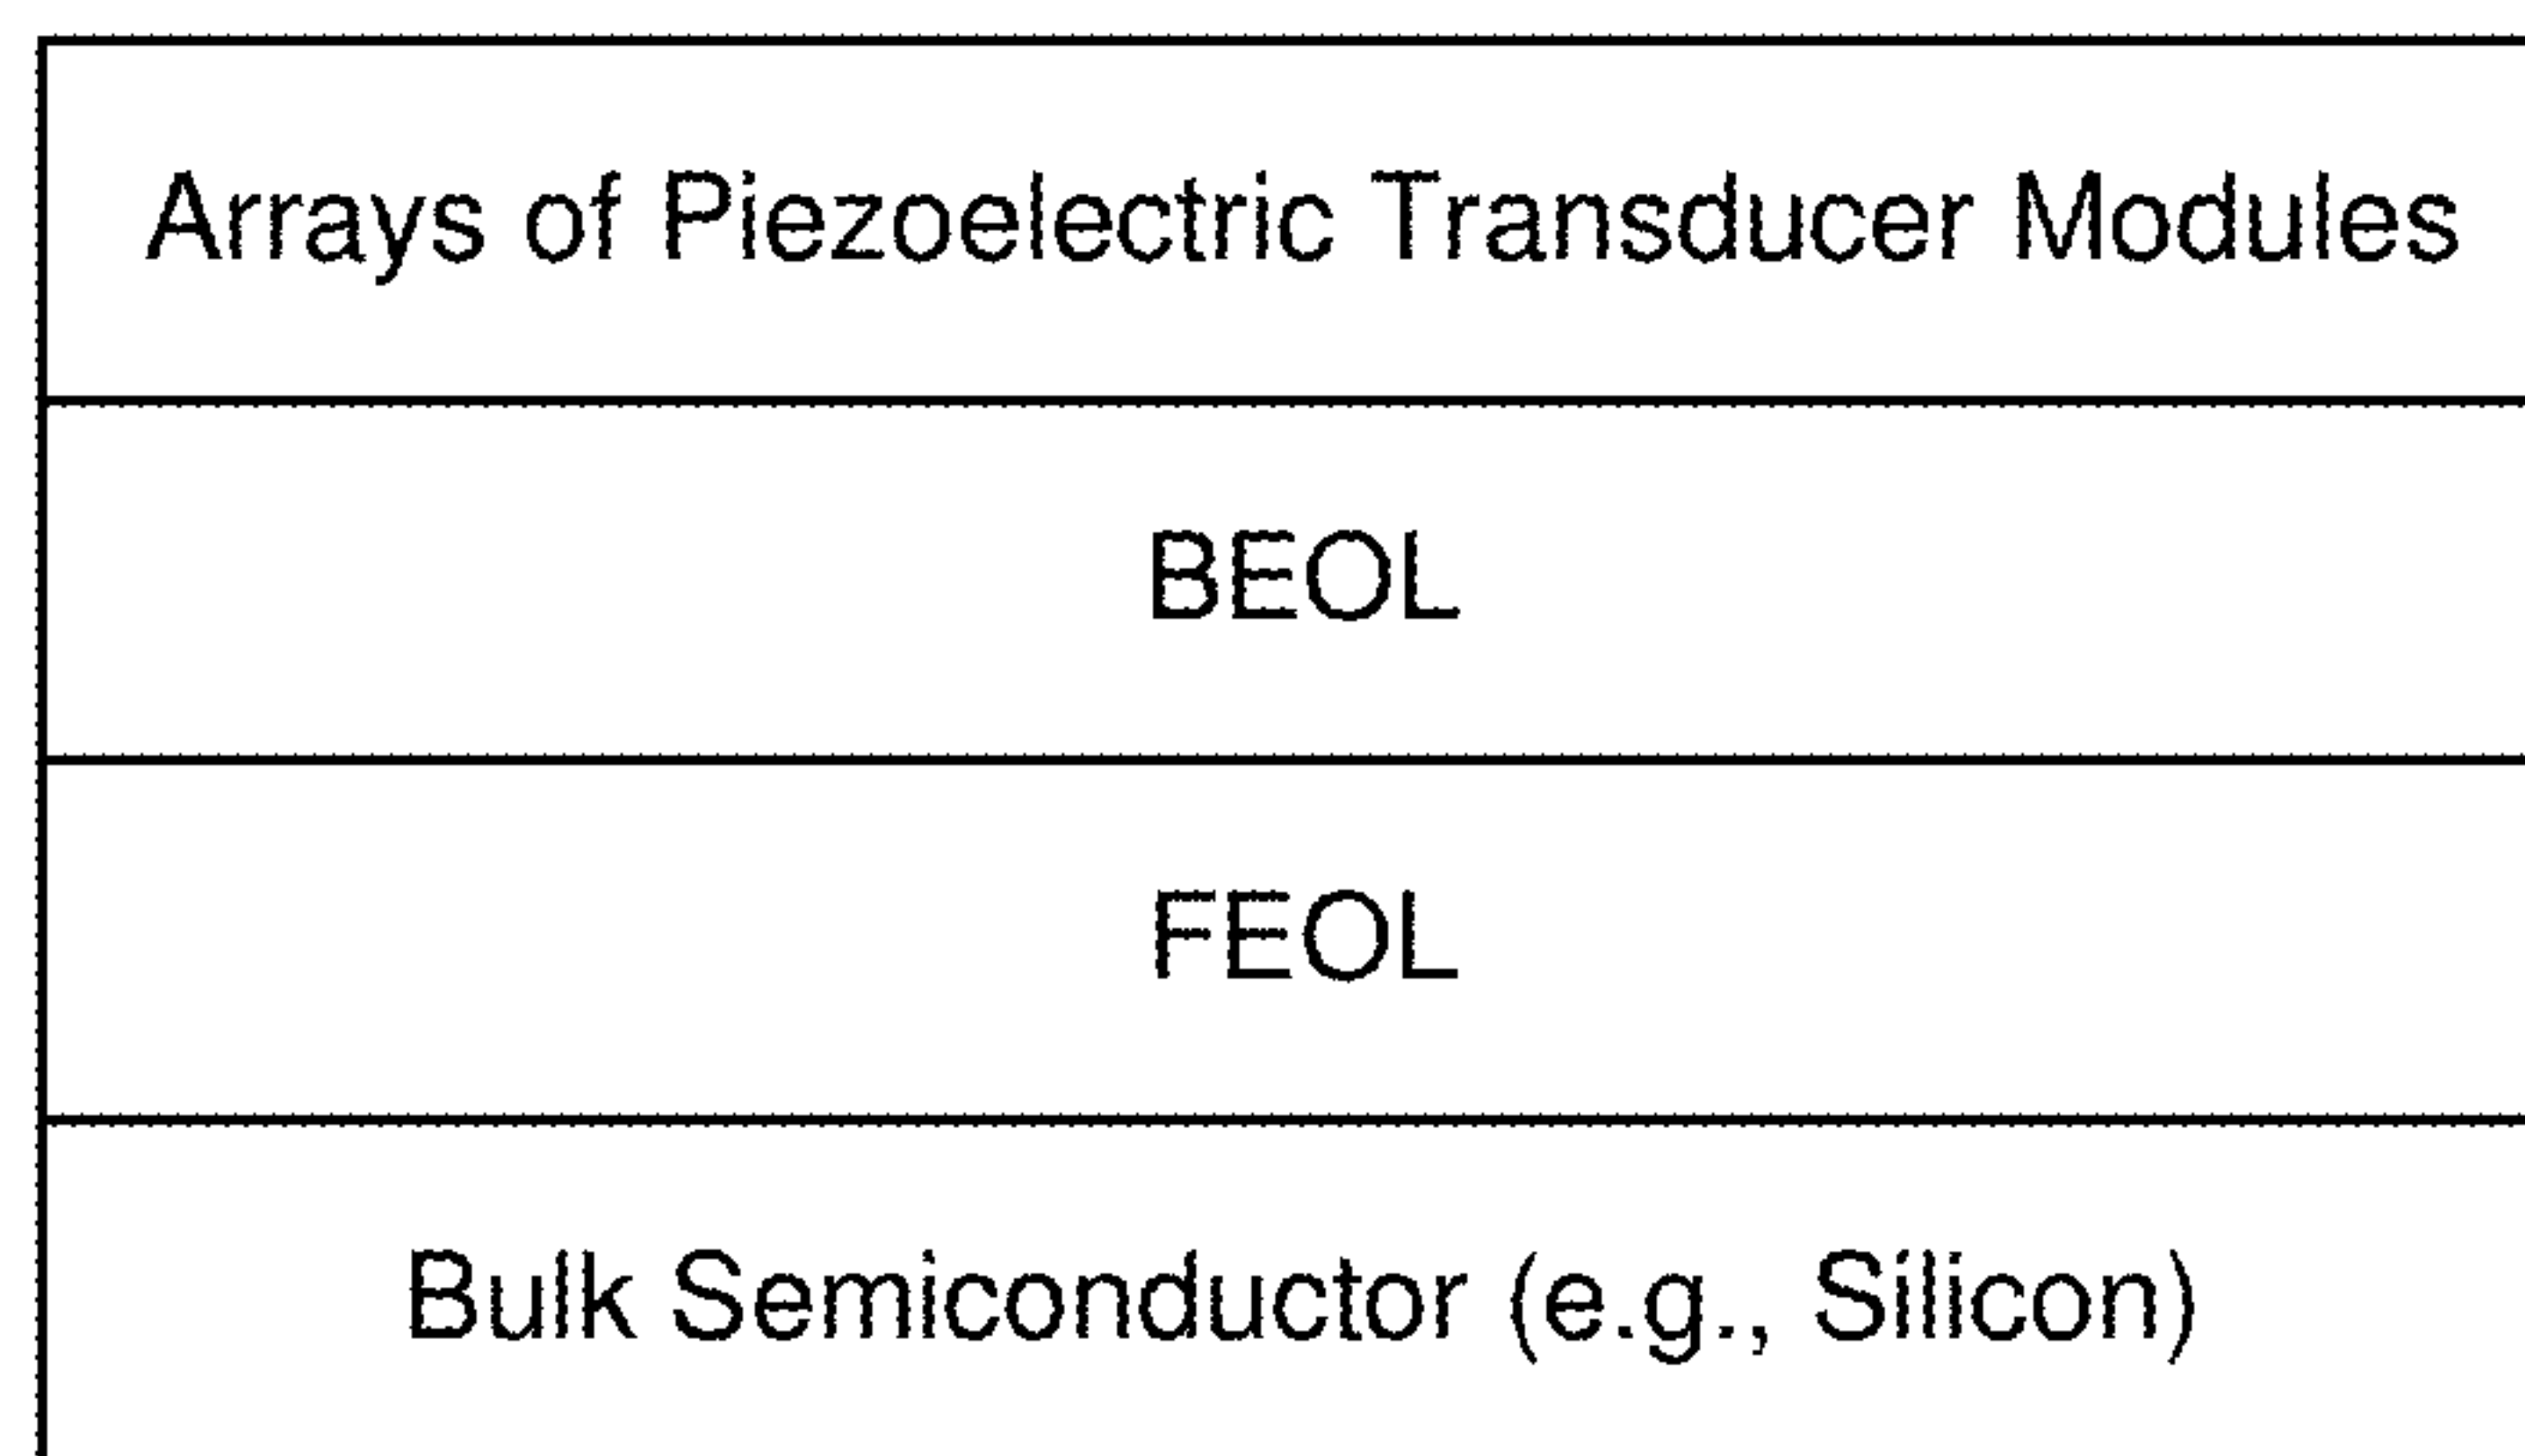 Arrays of Piezoelectric Transducer Modules
BEOL
FEOL
Bulk Semiconductor (e.g., Silicon)